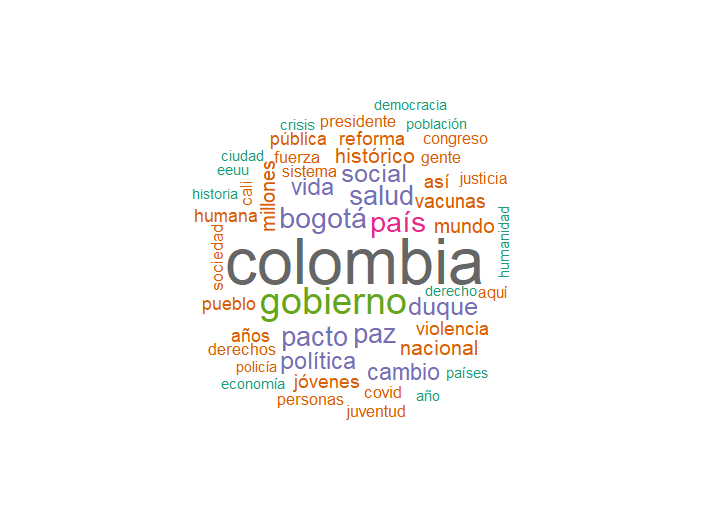 democracia
crisis
presidente
población
pública
reforma
congreso
ciudad
fuerza
histórico
gente
eeuu
sistema
social
así
justicia
historia
cali
millones
vida
salud
vacunas
humana
bogotá
país
mundo
humanidad
sociedad
colombia
derecho
aquí
pueblo
gobierno
duque
años
pacto
paz
violencia
derechos
nacional
policía
política
cambio
países
economía
jóvenes
covid
año
personas
juventud